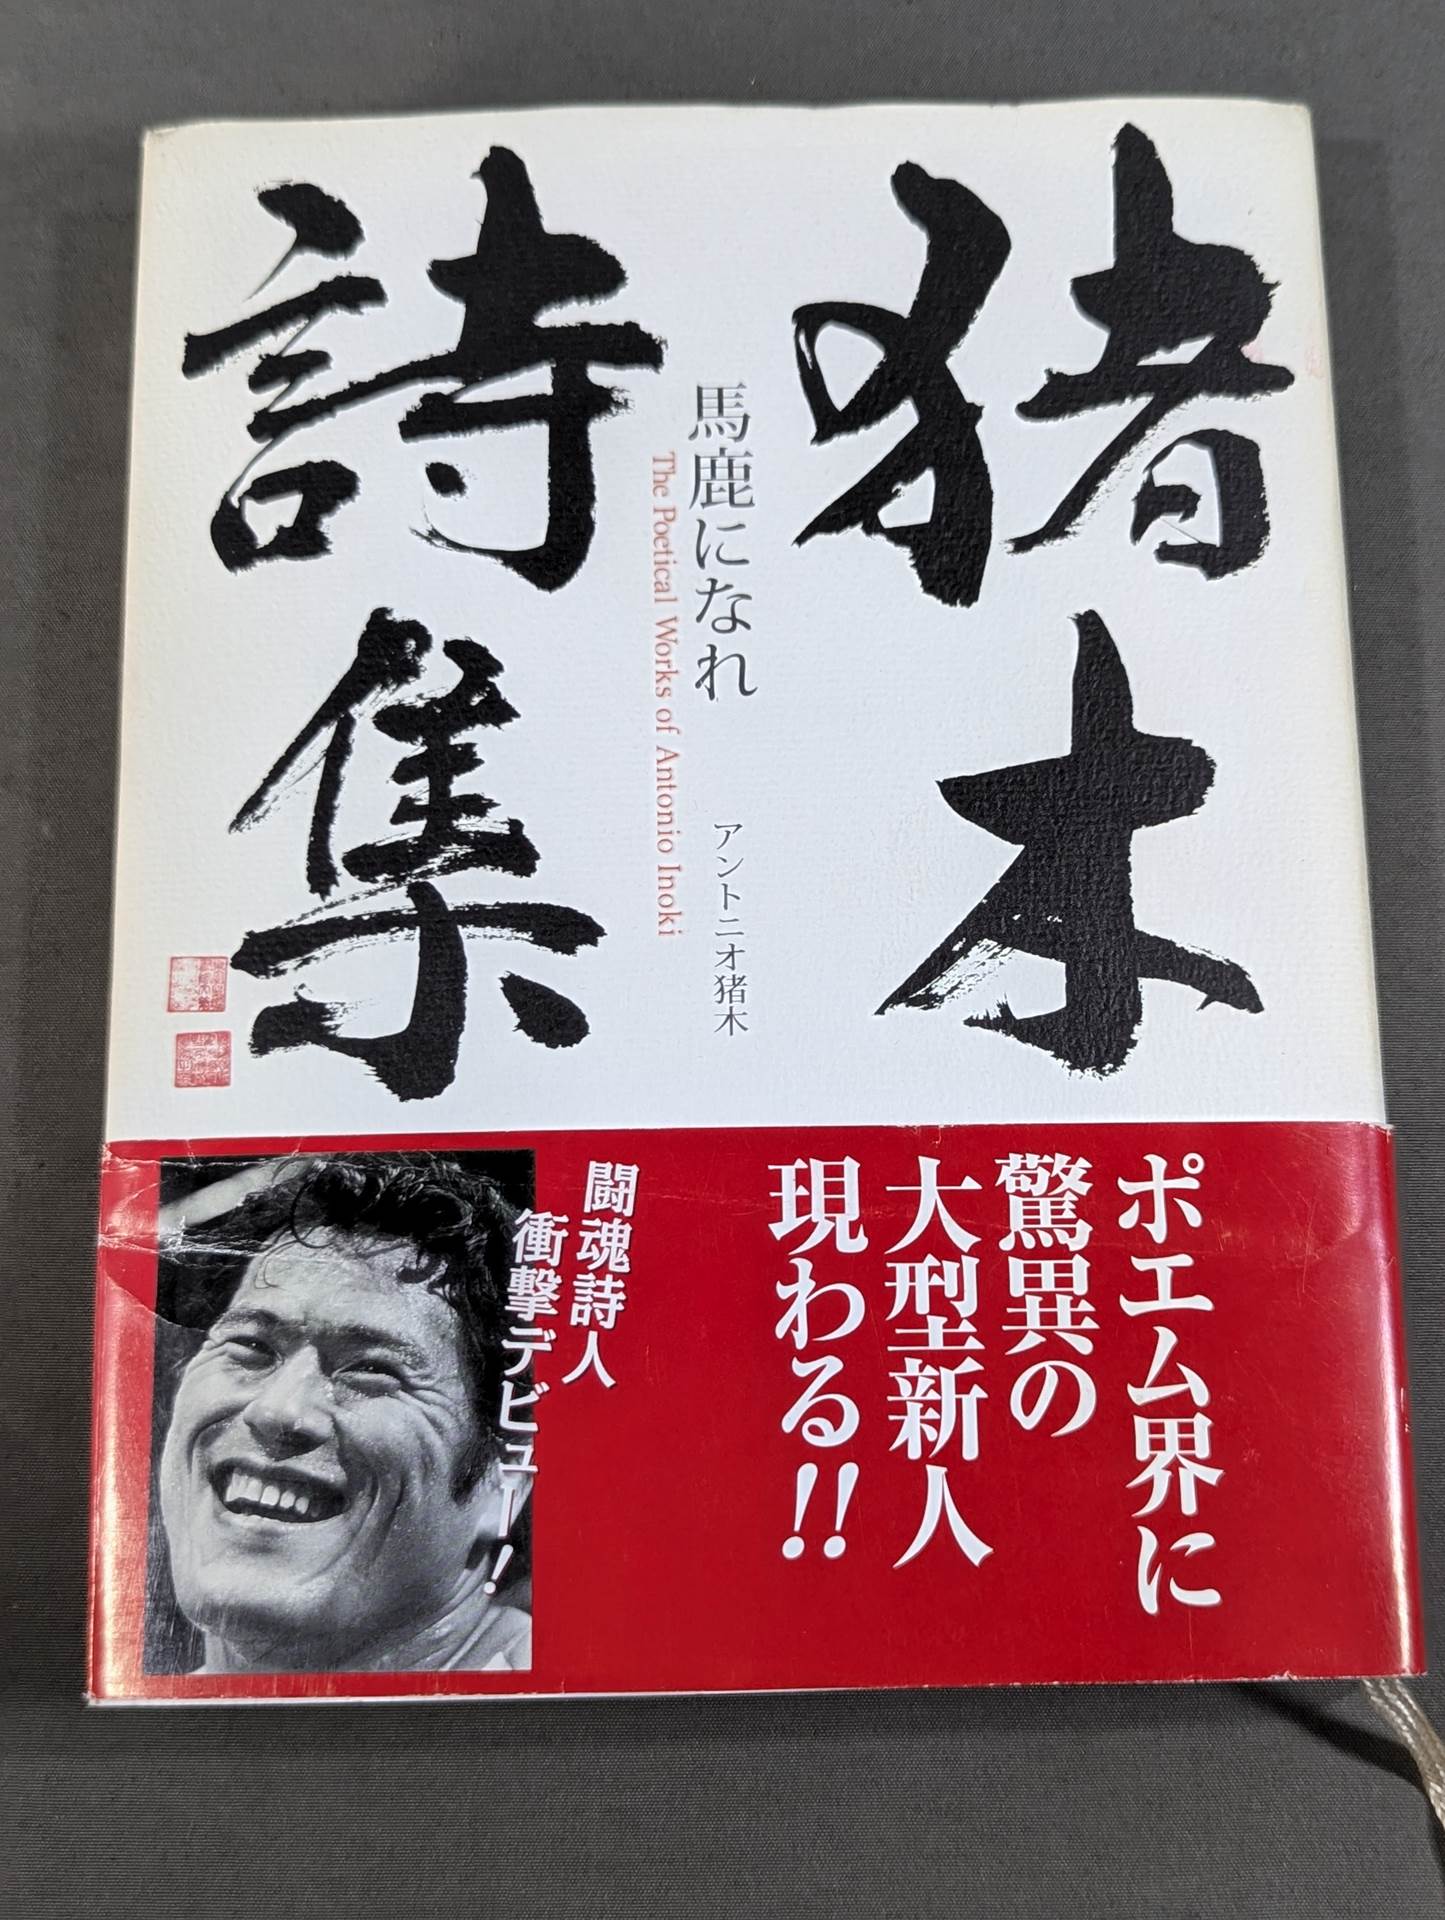 猪木
詩集
馬鹿になれ
アントニオ猪木
The Poetical Works of Antonio Inoki
ポエム界に
驚異の
大型新人
現わる!!
闘魂詩人
衝撃デビュー!